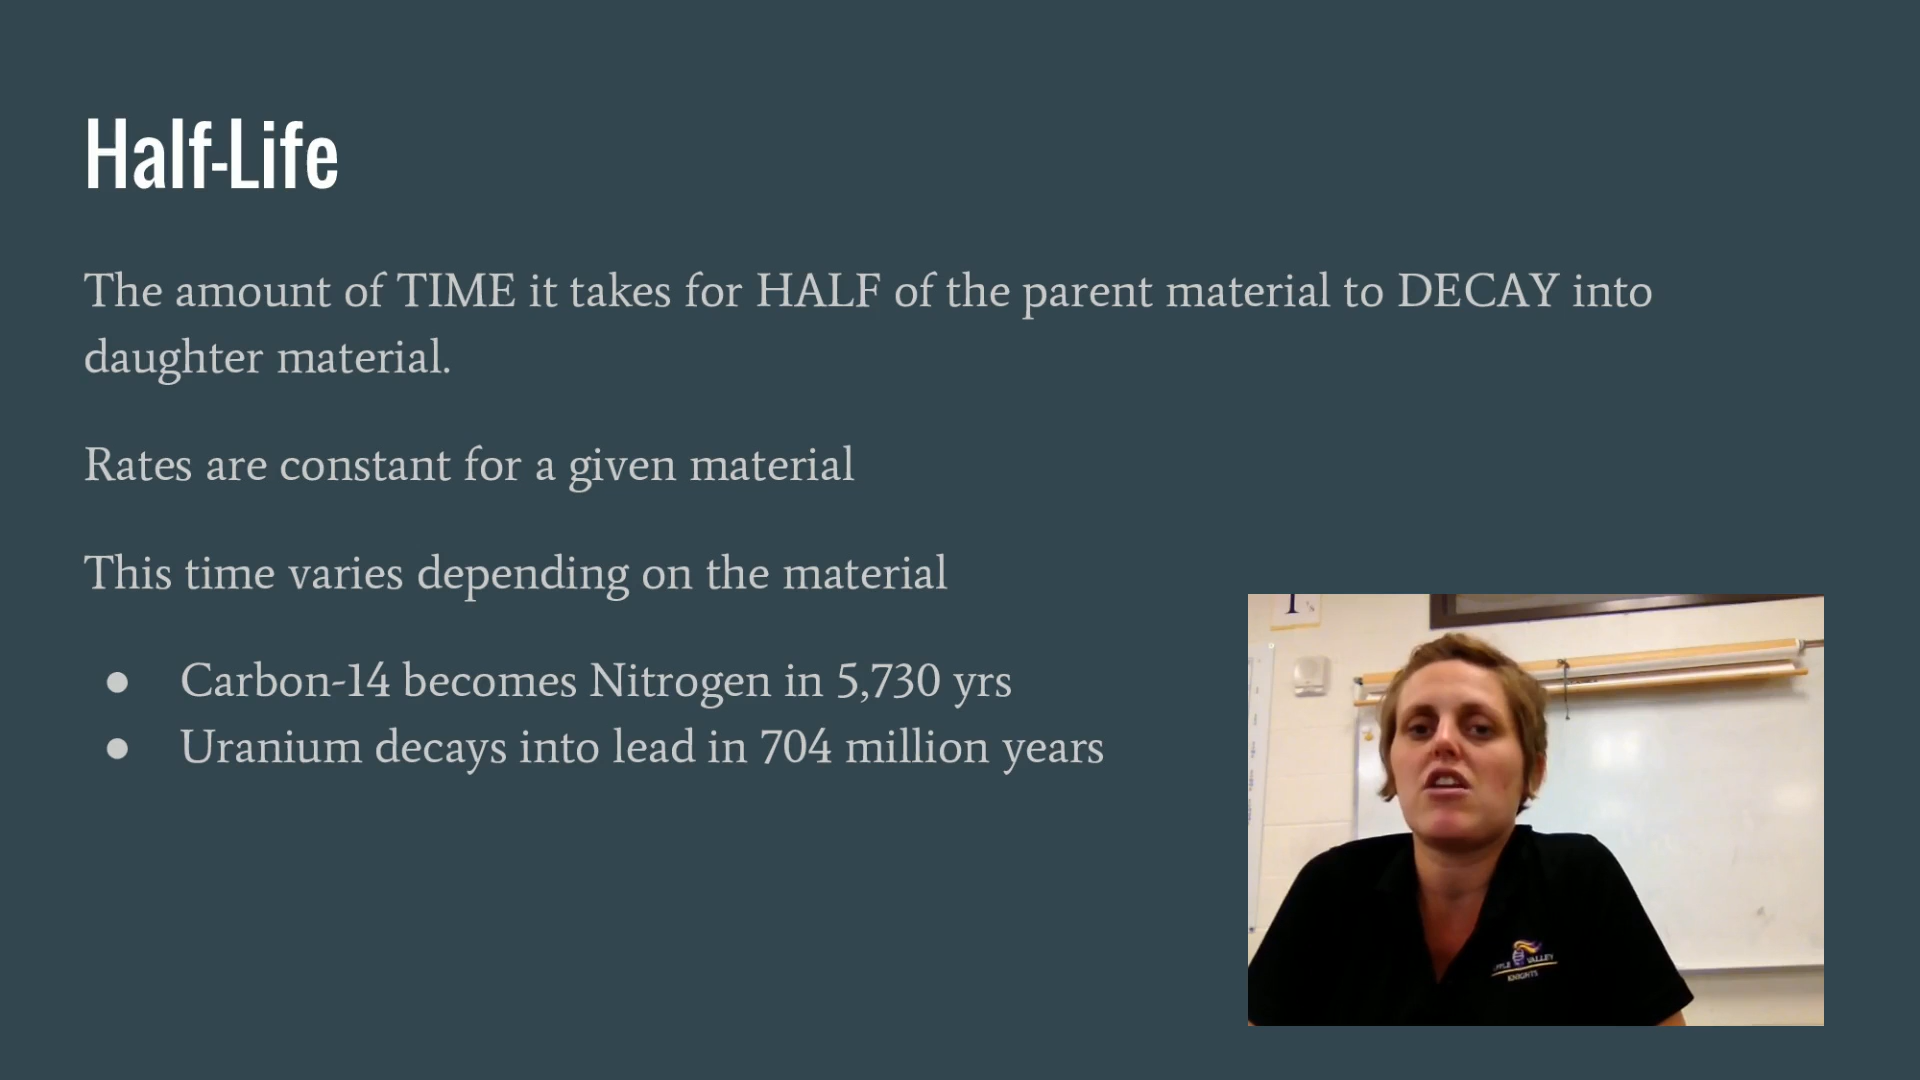 Half-Life
The amount of TIME it takes for HALF of the parent material to DECAY into
daughter material.
Rates are constant for a given material
This time varies depending on the material
● Carbon-14 becomes Nitrogen in 5,730 yrs
● Uranium decays into lead in 704 million years
VALLEY
KNIGHTS